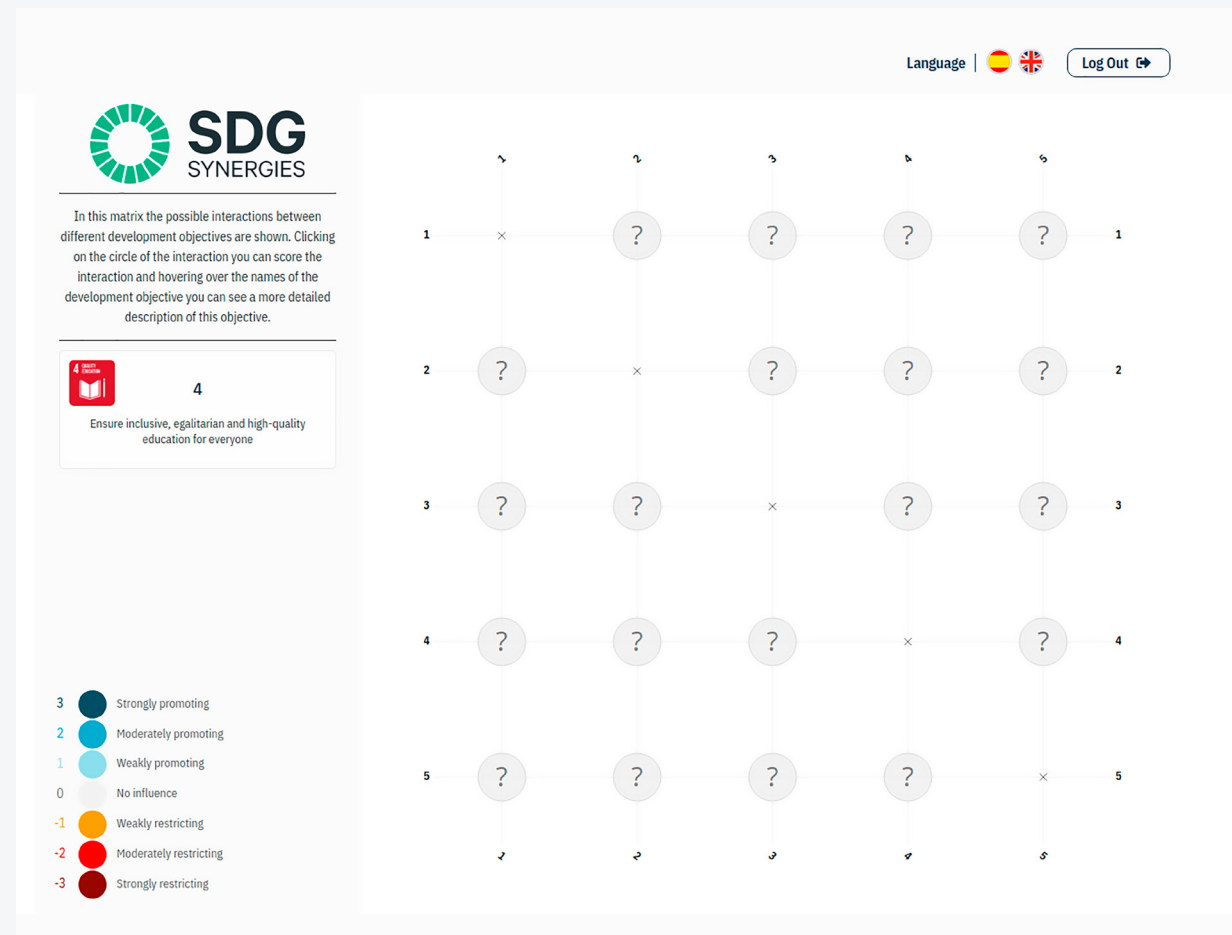 Language
Log Out
SDG
SYNERGIES
In this matrix the possible interactions between
different development objectives are shown. Clicking
on the circle of the interaction you can score the
interaction and hovering over the names of the
development objective you can see a more detailed
description of this objective.
4 QUALITY
EDUCATION
4
Ensure inclusive, egalitarian and high-quality
education for everyone
3 Strongly promoting
2 Moderately promoting
1 Weakly promoting
0 No influence
-1 Weakly restricting
-2 Moderately restricting
-3 Strongly restricting
1 2 3 4 5
1 × ? ? ? ? 1
2 ? × ? ? ? 2
3 ? ? × ? ? 3
4 ? ? ? × ? 4
5 ? ? ? ? × 5
1 2 3 4 5